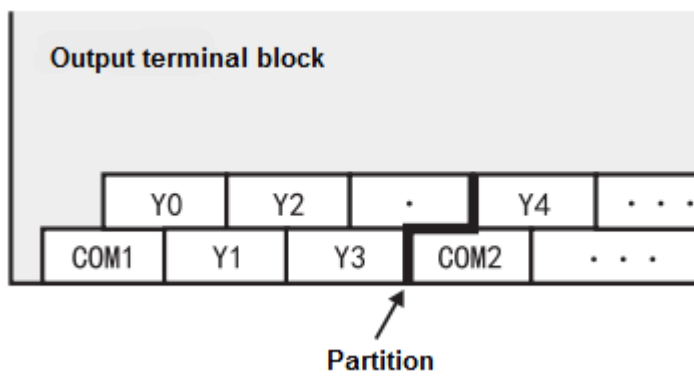 Output terminal block
Y0 Y2 · Y4 · · ·
COM1 Y1 Y3 COM2 · · ·
Partition